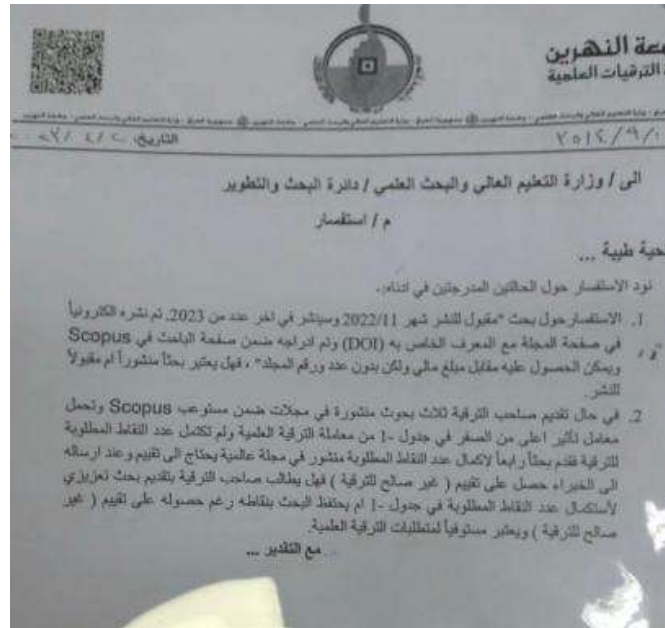 معة النهرين
الترقيات العلمية
التاريخ:
الى / وزارة التعليم العالي والبحث العلمي / دائرة البحث والتطوير
م / استفسار
حية طيبة ...
نود الاستفسار حول الحالتين المدرجتين في ادناه:-
1. الاستفسار حول بحث "مقبول للنشر شهر 2022/11 وسينشر في اخر عدد من 2023، تم نشره الكترونياً
في صفحة المجلة مع المعرف الخاص به (DOI) وتم ادراجه ضمن صفحة الباحث في Scopus
ويمكن الحصول عليه مقابل مبلغ مالي ولكن بدون عدد ورقم المجلد" ، فهل يعتبر بحثاً منشوراً ام مقبولاً
للنشر.
2. في حال تقديم صاحب الترقية ثلاث بحوث منشورة في مجلات ضمن مستوعب Scopus وتحمل
معامل تأثير اعلى من الصفر في جدول -1 من معاملة الترقية العلمية ولم تكتمل عدد النقاط المطلوبة
للترقية فقدم بحثاً رابعاً لاكمال عدد النقاط المطلوبة منشور في مجلة عالمية يحتاج الى تقييم وعند ارساله
الى الخبراء حصل على تقييم ( غير صالح للترقية ) فهل يطالب صاحب الترقية بتقديم بحث تعزيزي
لأستكمال عدد النقاط المطلوبة في جدول -1 ام يحتفظ البحث بنقاطه رغم حصوله على تقييم ( غير
صالح للترقية ) ويعتبر مستوفياً لمتطلبات الترقية العلمية.
مع التقدير ...